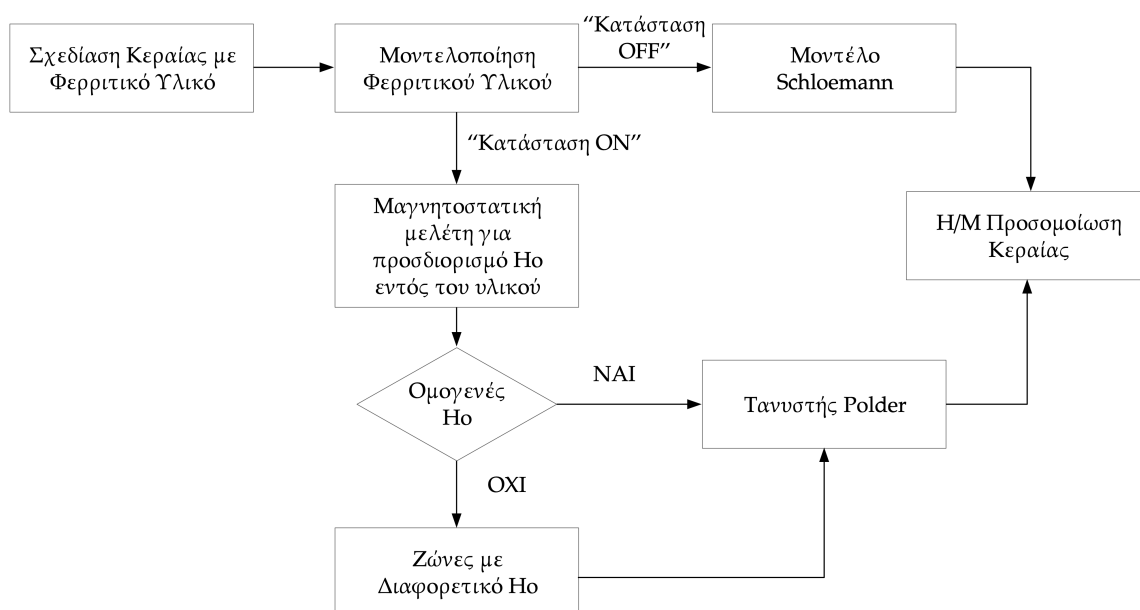 Σχεδίαση Κεραίας με
Φερριτικό Υλικό
Μοντελοποίηση
Φερριτικού Υλικού
“Κατάσταση
OFF”
Μοντέλο
Schloemann
“Κατάσταση ON”
Μαγνητοστατική
μελέτη για
προσδιορισμό Ho
εντός του υλικού
Η/Μ Προσομοίωση
Κεραίας
Ομογενές
Ho
ΝΑΙ
Τανυστής Polder
ΟΧΙ
Ζώνες με
Διαφορετικό Ho